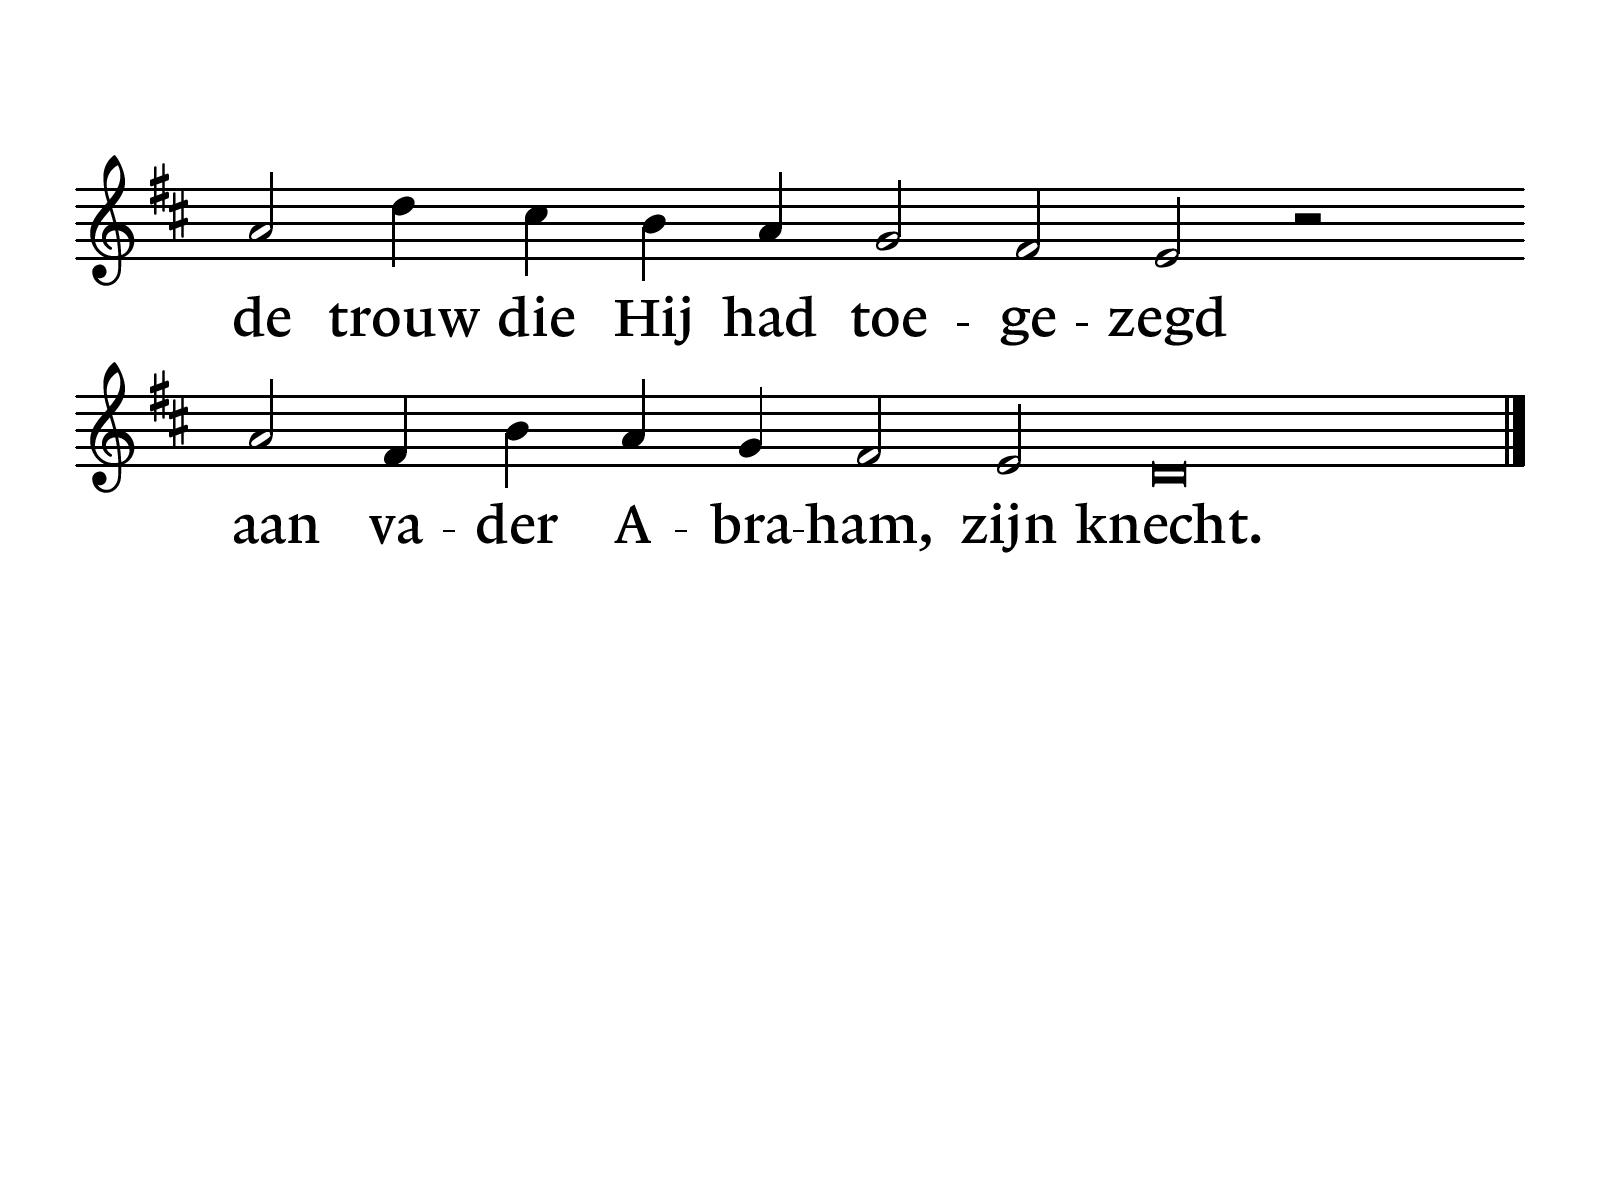 de trouw die Hij had toe - ge - zegd
aan va - der A - bra-ham, zijn knecht.